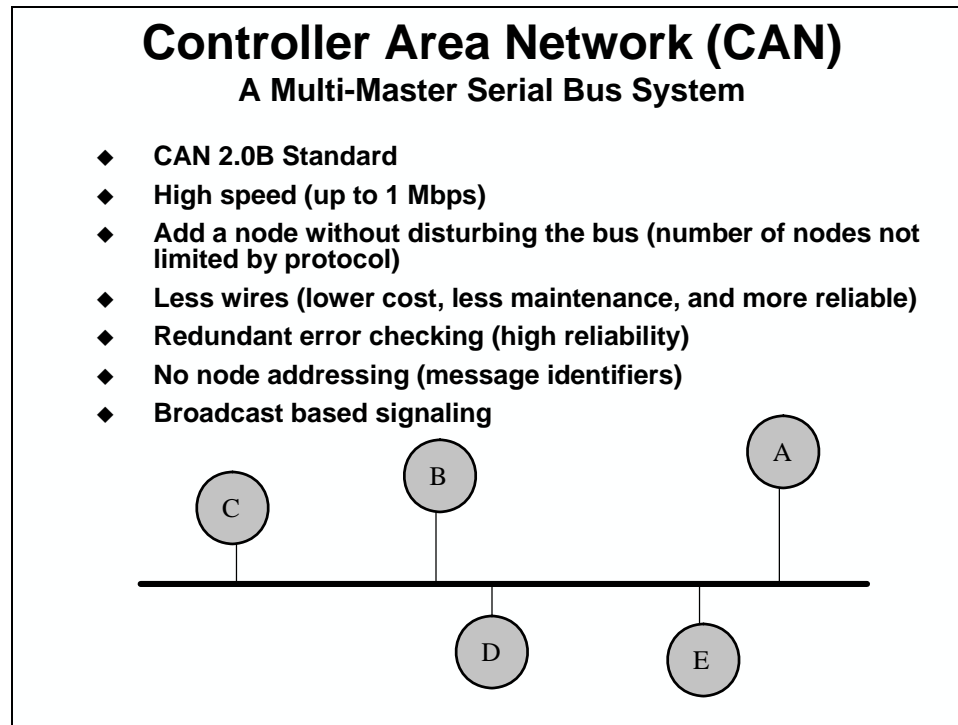 Controller Area Network (CAN)
A Multi-Master Serial Bus System
◆ CAN 2.0B Standard
◆ High speed (up to 1 Mbps)
◆ Add a node without disturbing the bus (number of nodes not
limited by protocol)
◆ Less wires (lower cost, less maintenance, and more reliable)
◆ Redundant error checking (high reliability)
◆ No node addressing (message identifiers)
◆ Broadcast based signaling
A
B
C
D
E